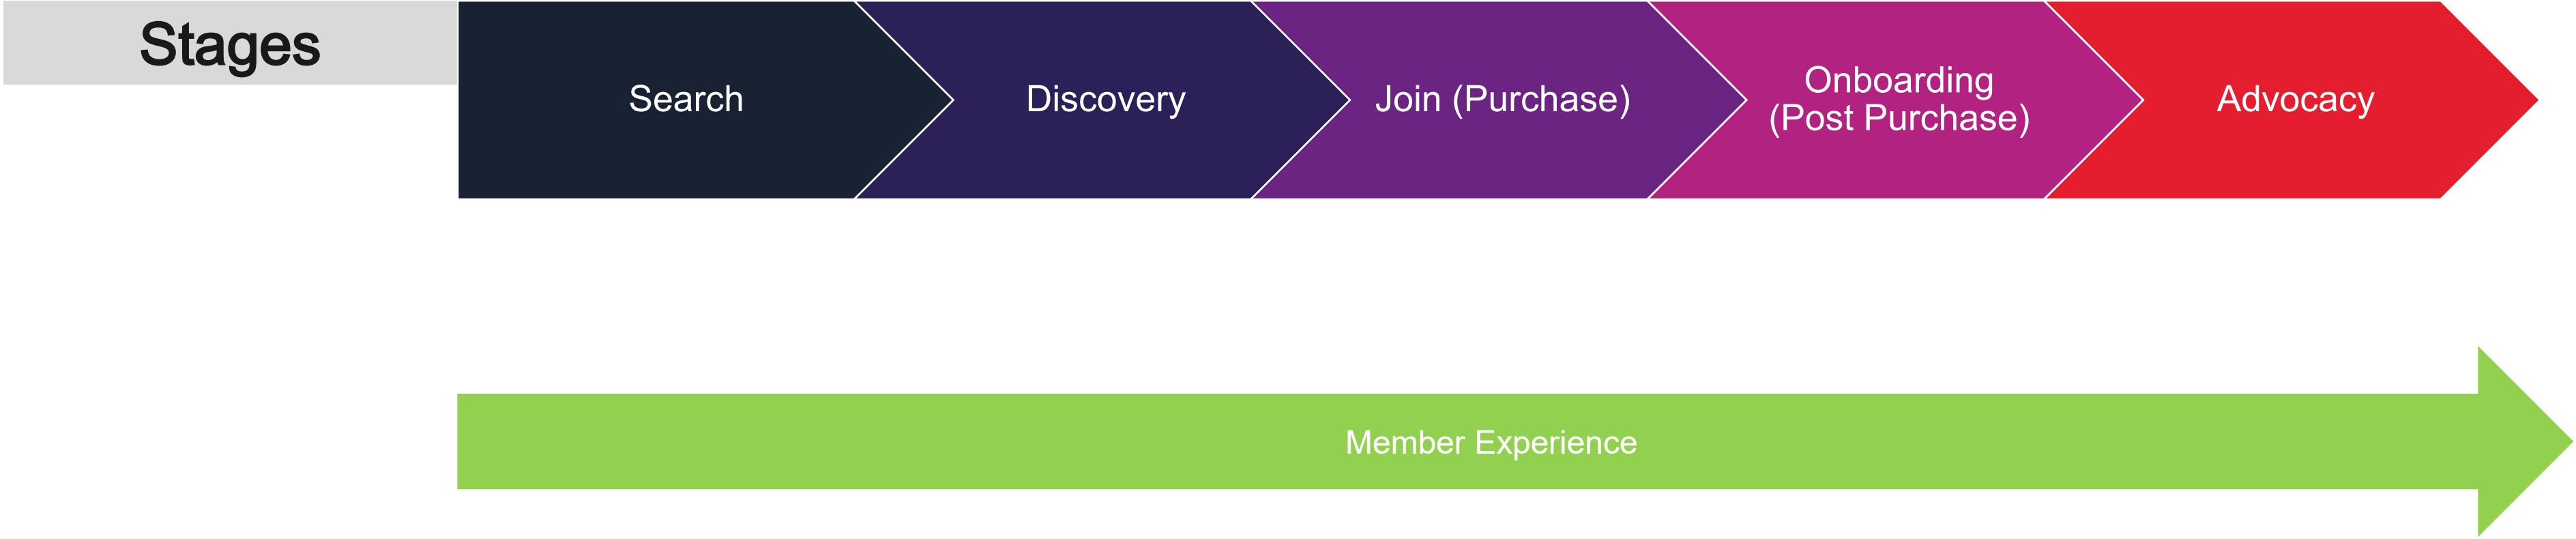 Stages
Search
Discovery
Join (Purchase)
Onboarding
(Post Purchase)
Advocacy
Member Experience